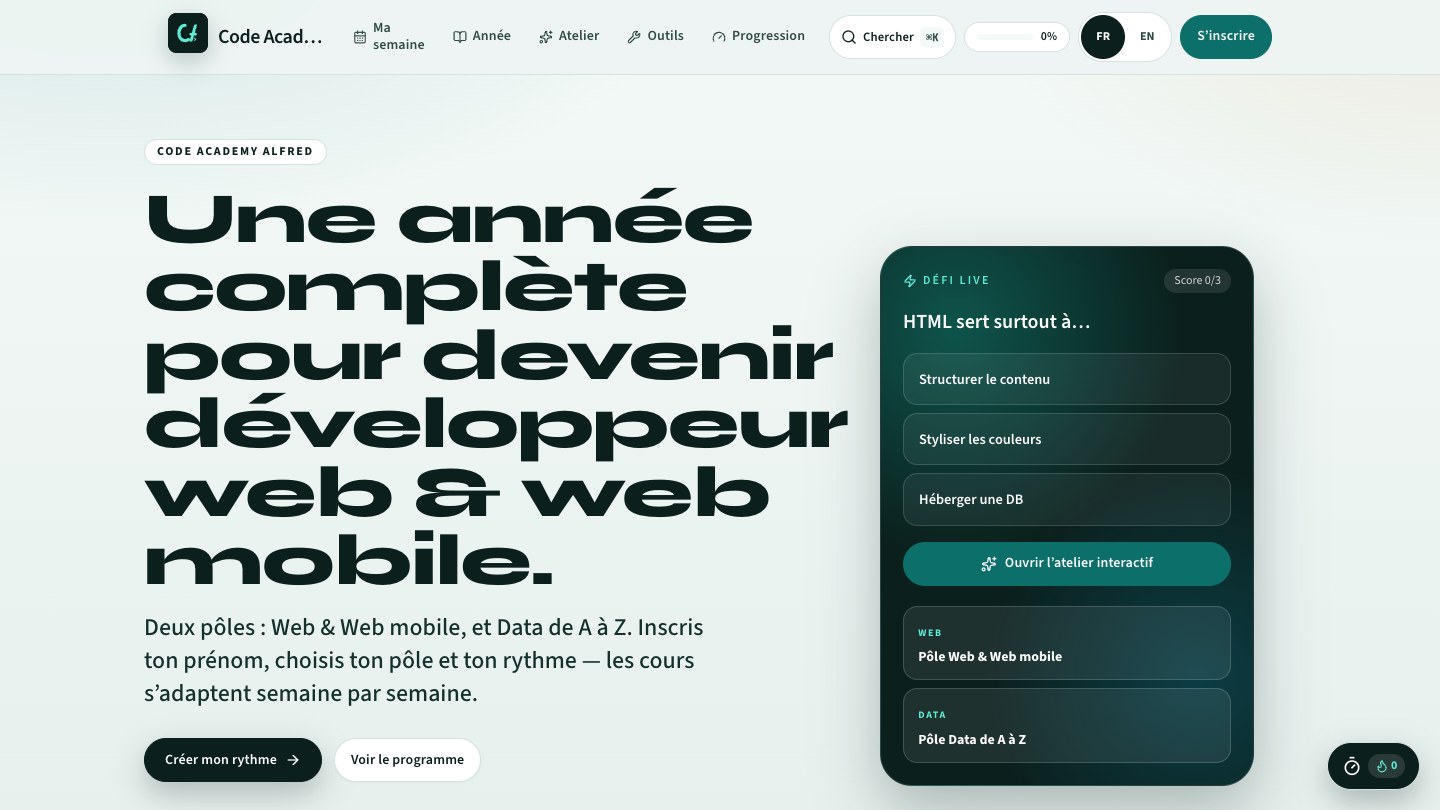 Code Acad…
Ma
semaine
Année
Atelier
Outils
Progression
Chercher ⌘K
0%
FR
EN
S’inscrire
CODE ACADEMY ALFRED
Une année
complète
pour devenir
développeur
web & web
mobile.
Deux pôles : Web & Web mobile, et Data de A à Z. Inscris
ton prénom, choisis ton pôle et ton rythme — les cours
s’adaptent semaine par semaine.
Créer mon rythme
Voir le programme
DÉFI LIVE
Score 0/3
HTML sert surtout à…
Structurer le contenu
Styliser les couleurs
Héberger une DB
Ouvrir l’atelier interactif
WEB
Pôle Web & Web mobile
DATA
Pôle Data de A à Z
0